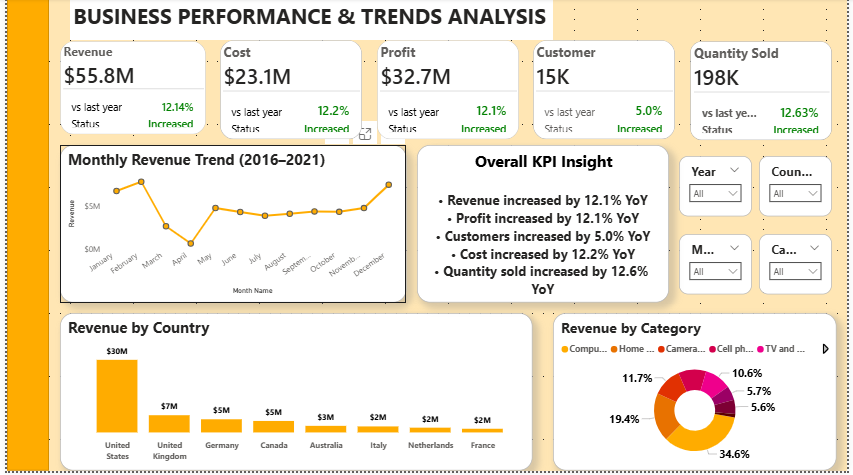 BUSINESS PERFORMANCE & TRENDS ANALYSIS
Revenue
$55.8M
vs last year 12.14%
Status Increased
Cost
$23.1M
vs last year 12.2%
Status Increased
Profit
$32.7M
vs last year 12.1%
Status Increased
Customer
15K
vs last year 5.0%
Status Increased
Quantity Sold
198K
vs last ye... 12.63%
Status Increased
Monthly Revenue Trend (2016–2021)
Revenue
$5M
$0M
January
February
March
April
May
June
July
August
Septem...
October
Novemb...
December
Month Name
Overall KPI Insight
• Revenue increased by 12.1% YoY
• Profit increased by 12.1% YoY
• Customers increased by 5.0% YoY
• Cost increased by 12.2% YoY
• Quantity sold increased by 12.6%
YoY
Year
All
Coun...
All
M...
All
Ca...
All
Revenue by Country
$30M
$7M
$5M
$5M
$3M
$2M
$2M
$2M
United
States
United
Kingdom
Germany
Canada
Australia
Italy
Netherlands
France
Revenue by Category
Compu... Home ... Camera... Cell ph... TV and ...
10.6%
5.7%
5.6%
34.6%
19.4%
11.7%